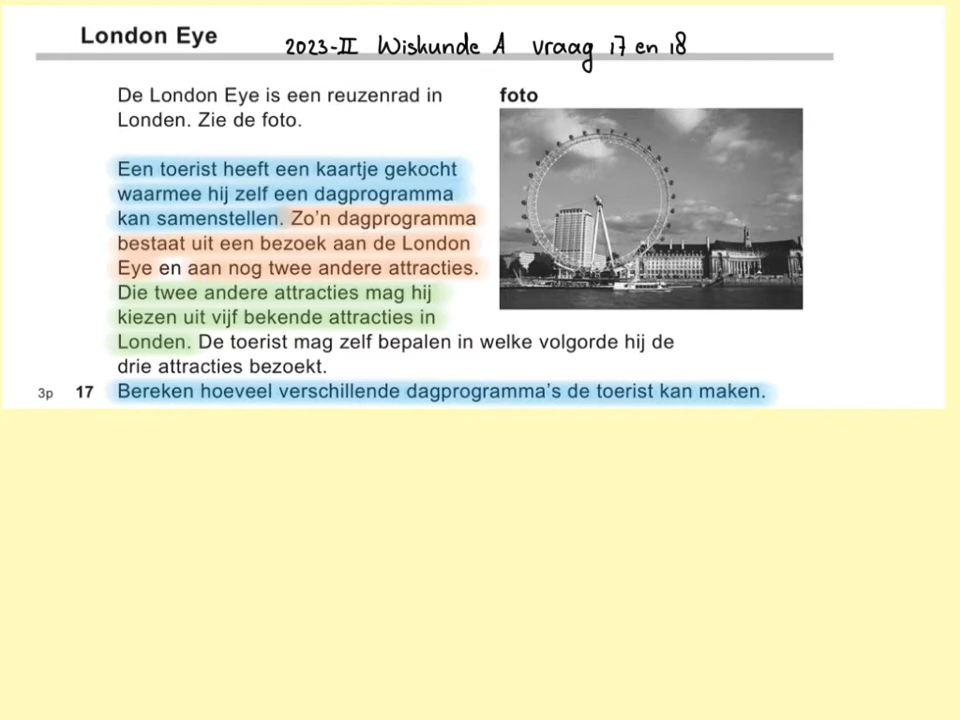 London Eye
2023-II Wiskunde A vraag 17 en 18
De London Eye is een reuzenrad in
Londen. Zie de foto.
foto
Een toerist heeft een kaartje gekocht
waarmee hij zelf een dagprogramma
kan samenstellen. Zo'n dagprogramma
bestaat uit een bezoek aan de London
Eye en aan nog twee andere attracties.
Die twee andere attracties mag hij
kiezen uit vijf bekende attracties in
Londen. De toerist mag zelf bepalen in welke volgorde hij de
drie attracties bezoekt.
3p 17 Bereken hoeveel verschillende dagprogramma's de toerist kan maken.